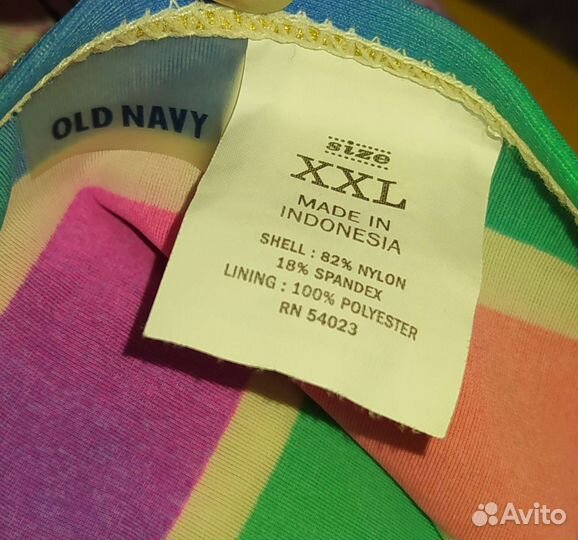 OLD NAVY
size
XXL
MADE IN
INDONESIA
SHELL : 82% NYLON
18% SPANDEX
LINING : 100% POLYESTER
RN 54023
Avito